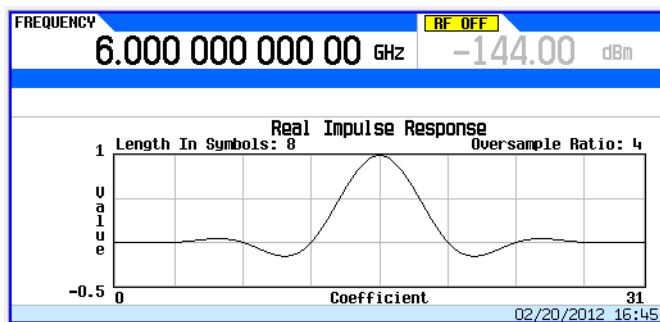 FREQUENCY
RF OFF
6.000 000 000 00 GHz
-144.00 dBm
Real Impulse Response
Length In Symbols: 8
Oversample Ratio: 4
1
Value
-0.5
0
Coefficient
31
02/20/2012 16:45